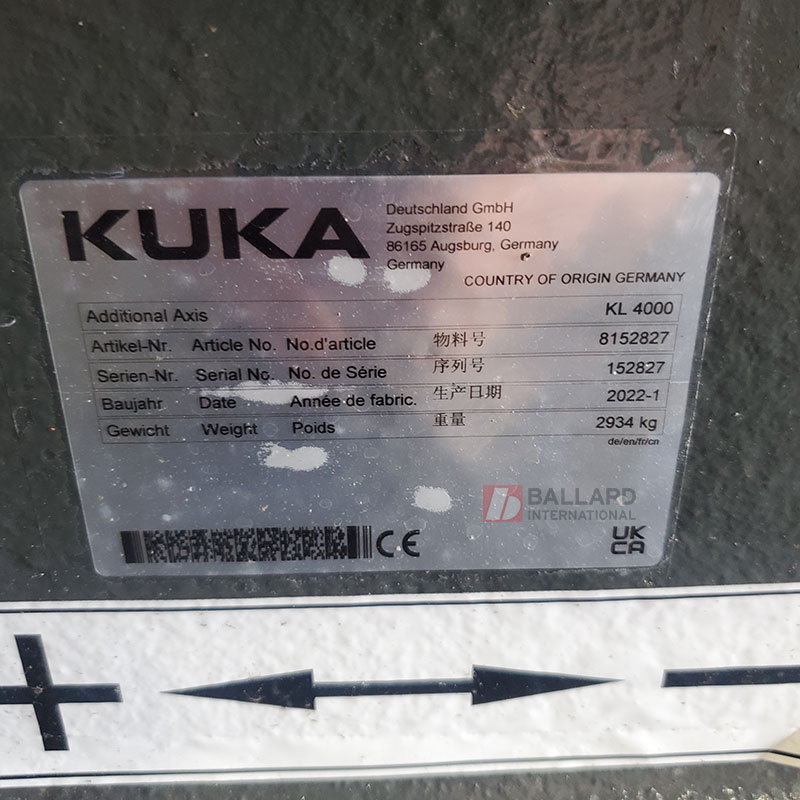 KUKA
Deutschland GmbH
Zugspitzstraße 140
86165 Augsburg, Germany
Germany
COUNTRY OF ORIGIN GERMANY
Additional Axis KL 4000
Artikel-Nr. Article No. No.d'article 物料号 8152827
Serien-Nr. Serial No. No. de Série 序列号 152827
Baujahr Date Année de fabric. 生产日期 2022-1
Gewicht Weight Poids 重量 2934 kg
de/en/fr/cn
BALLARD
INTERNATIONAL
CE
UK
CA
+ -